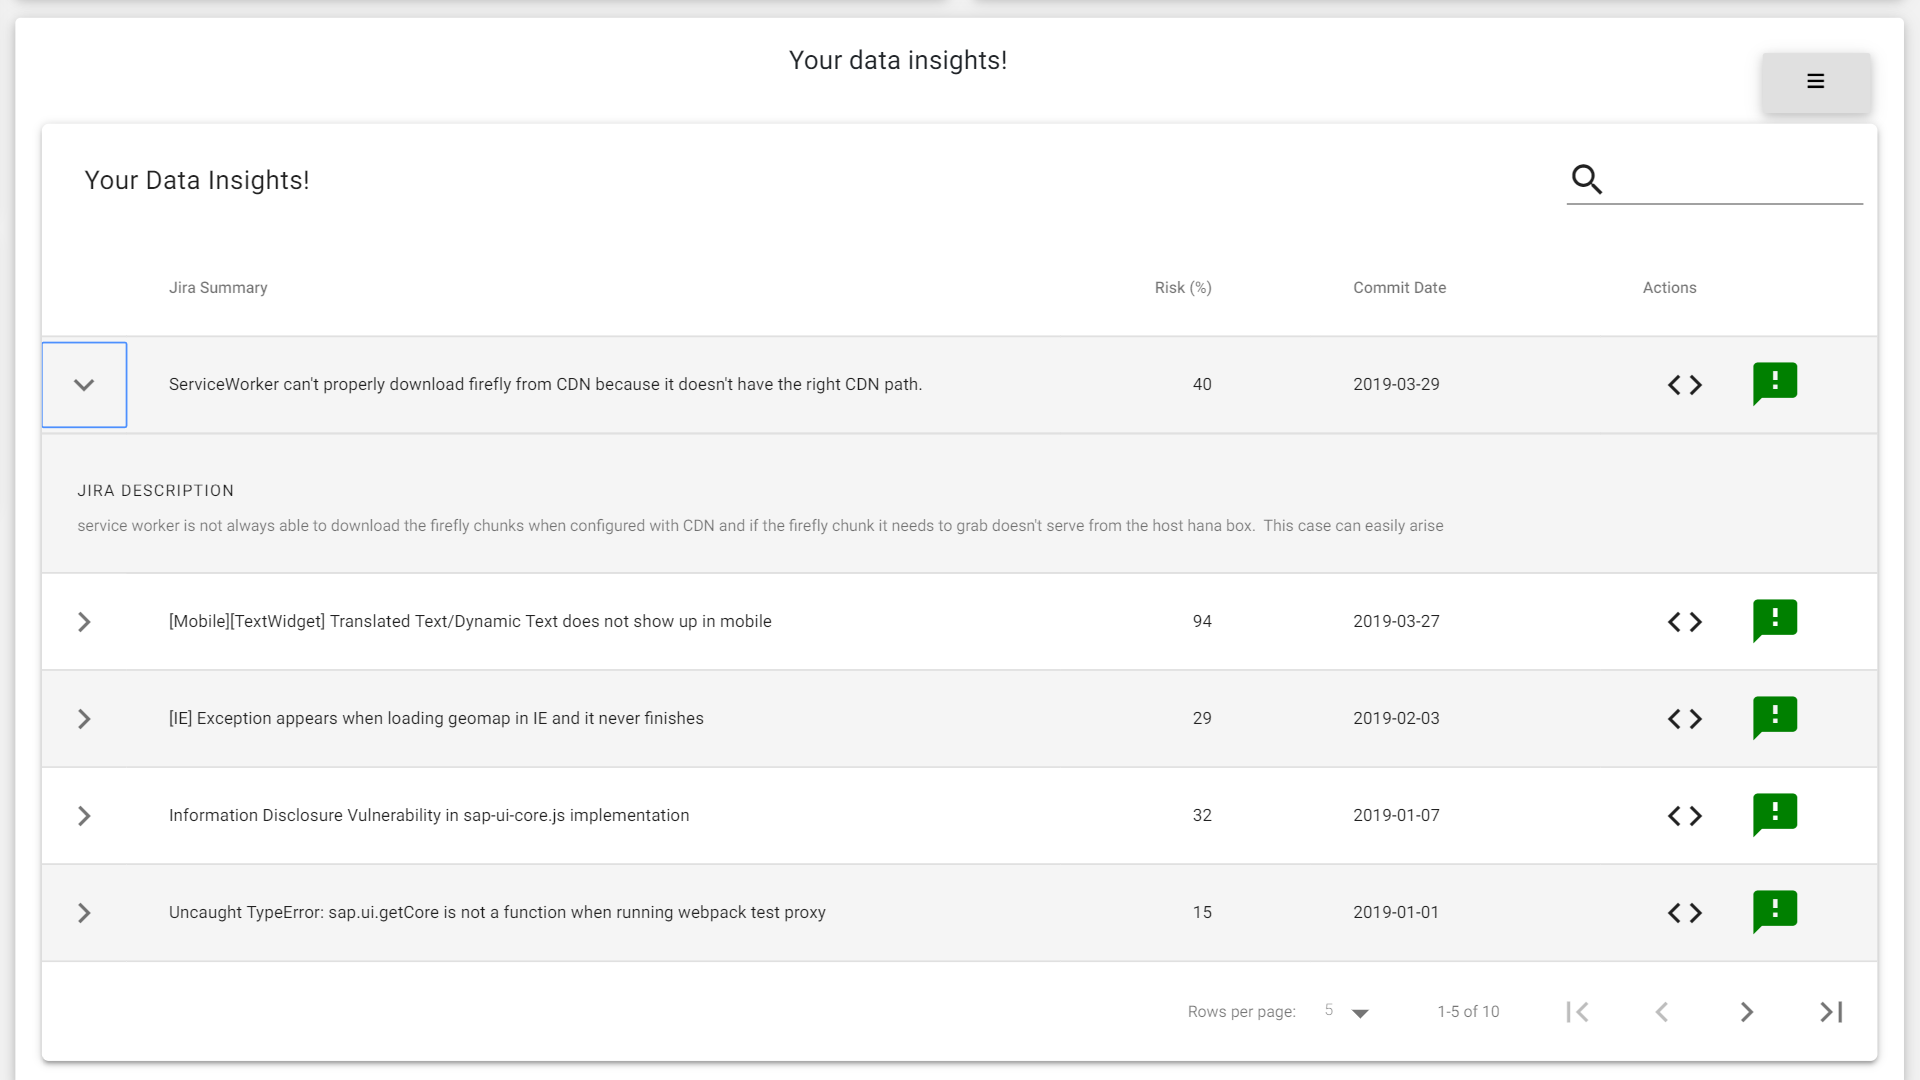 Your data insights!
Your Data Insights!
Jira Summary Risk (%) Commit Date Actions
ServiceWorker can't properly download firefly from CDN because it doesn't have the right CDN path. 40 2019-03-29
JIRA DESCRIPTION
service worker is not always able to download the firefly chunks when configured with CDN and if the firefly chunk it needs to grab doesn't serve from the host hana box.  This case can easily arise
[Mobile][TextWidget] Translated Text/Dynamic Text does not show up in mobile 94 2019-03-27
[IE] Exception appears when loading geomap in IE and it never finishes 29 2019-02-03
Information Disclosure Vulnerability in sap-ui-core.js implementation 32 2019-01-07
Uncaught TypeError: sap.ui.getCore is not a function when running webpack test proxy 15 2019-01-01
Rows per page: 5 1-5 of 10